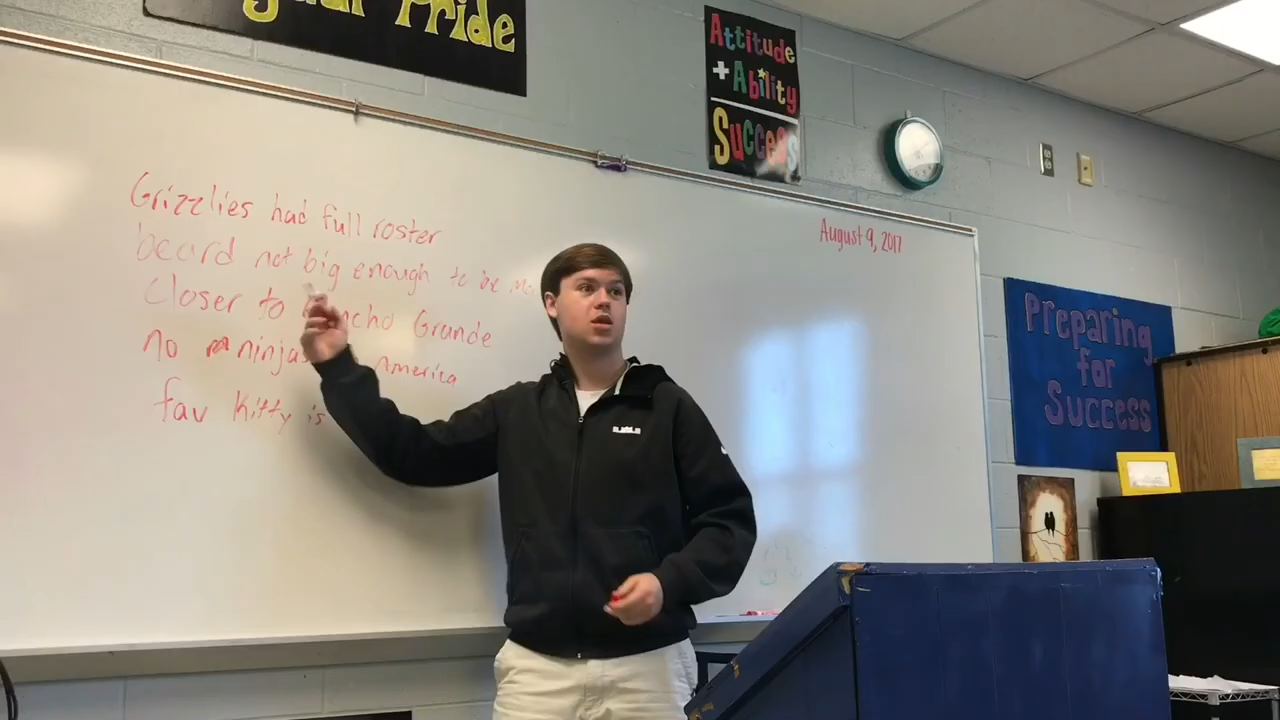 Pride
Attitude
+ Ability
Success
August 9, 2017
Grizzlies had full roster
beard not big enough to be
closer to Grande
no ninjas America
fav kitty is
Preparing
for
Success